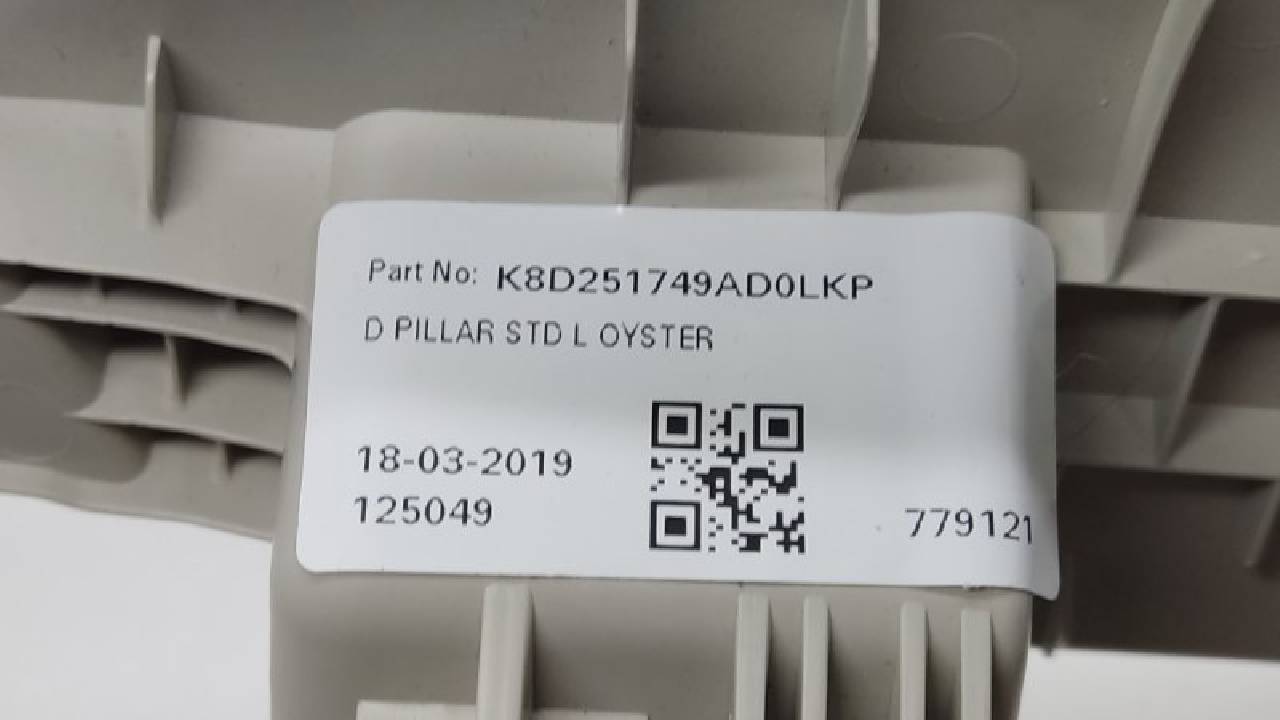 Part No: K8D251749AD0LKP
D PILLAR STD L OYSTER
18-03-2019
125049
779121